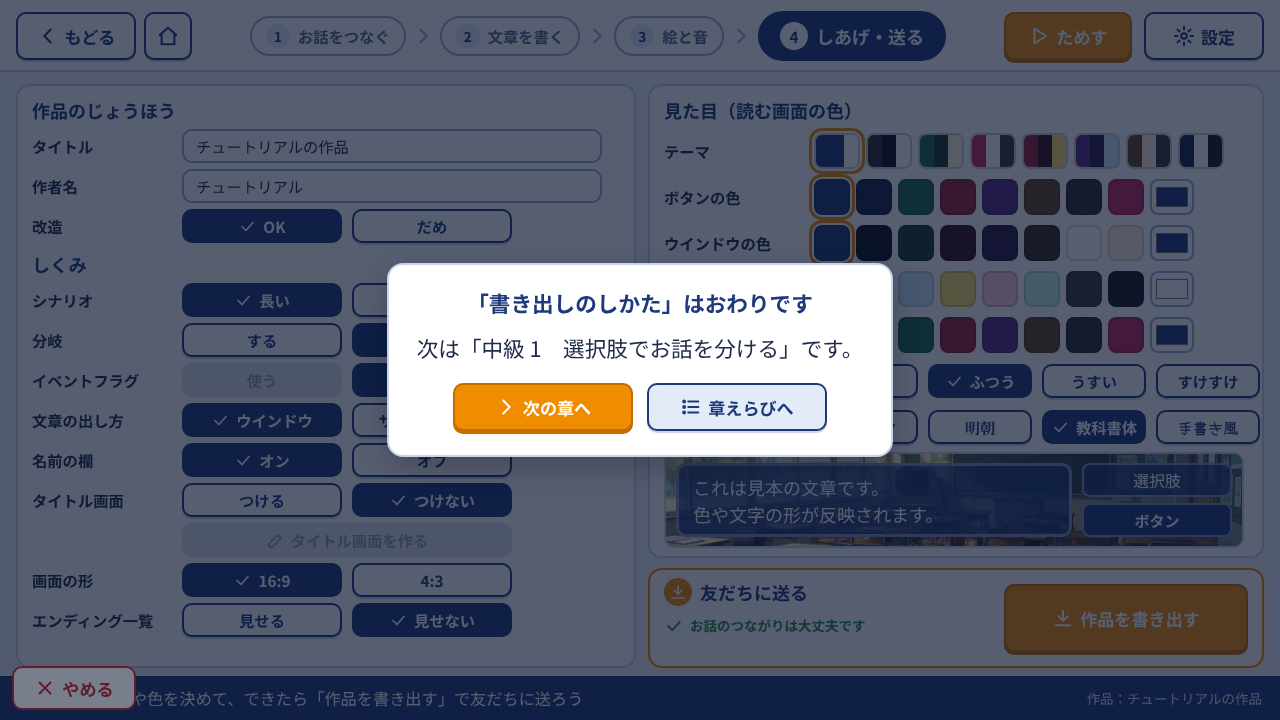 もどる
1 お話をつなぐ
2 文章を書く
3 絵と音
4 しあげ・送る
ためす
設定
作品のじょうほう
タイトル チュートリアルの作品
作者名 チュートリアル
改造 OK だめ
しくみ
シナリオ 長い
分岐 する
イベントフラグ 使う
文章の出し方 ウインドウ
名前の欄 オン オフ
タイトル画面 つける つけない
タイトル画面を作る
画面の形 16:9 4:3
エンディング一覧 見せる 見せない
見た目（読む画面の色）
テーマ
ボタンの色
ウインドウの色
ふつう うすい すけすけ
明朝 教科書体 手書き風
これは見本の文章です。
色や文字の形が反映されます。
選択肢
ボタン
友だちに送る
お話のつながりは大丈夫です
作品を書き出す
「書き出しのしかた」はおわりです
次は「中級 1　選択肢でお話を分ける」です。
次の章へ
章えらびへ
やめる
や色を決めて、できたら「作品を書き出す」で友だちに送ろう
作品：チュートリアルの作品